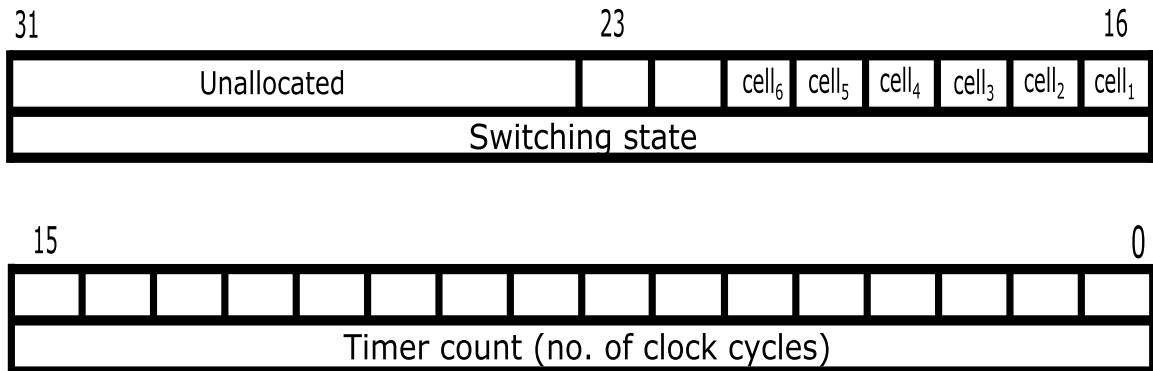 31 23 16
Unallocated cell₆ cell₅ cell₄ cell₃ cell₂ cell₁
Switching state
15 0
Timer count (no. of clock cycles)